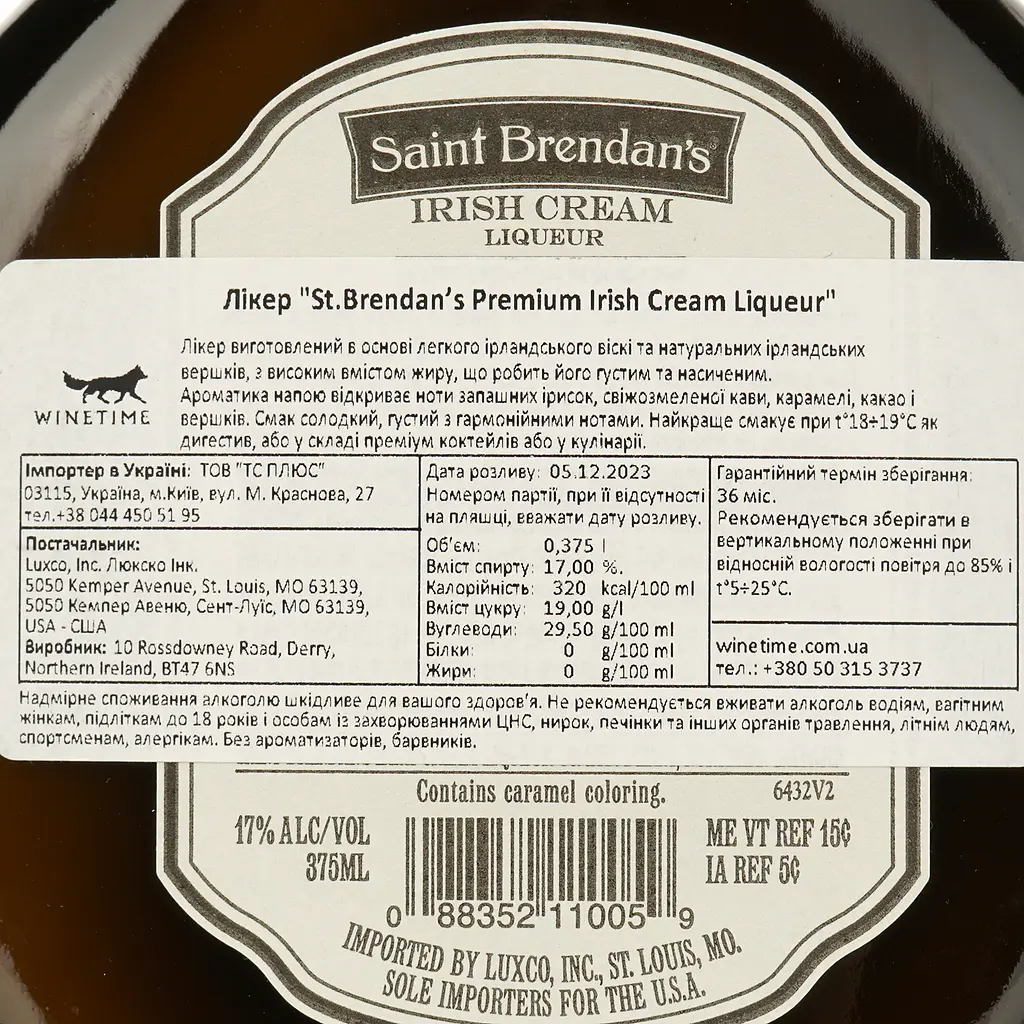 Saint Brendan's
IRISH CREAM
LIQUEUR
Лікер "St.Brendan's Premium Irish Cream Liqueur"
WINETIME
Лікер виготовлений в основі легкого ірландського віскі та натуральних ірландських
вершків, з високим вмістом жиру, що робить його густим та насиченим.
Ароматика напою відкриває ноти запашних ірисок, свіжозмеленої кави, карамелі, какао і
вершків. Смак солодкий, густий з гармонійними нотами. Найкраще смакує при t°18÷19°С як
дигестив, або у складі преміум коктейлів або у кулінарії.
Імпортер в Україні: ТОВ "ТС ПЛЮС"
03115, Україна, м.Київ, вул. М. Краснова, 27
тел.+38 044 450 51 95
Постачальник:
Luxco, Inc. Люкско Інк.
5050 Kemper Avenue, St. Louis, MO 63139,
5050 Кемпер Авеню, Сент-Луїс, МО 63139,
USA - США
Виробник: 10 Rossdowney Road, Derry,
Northern Ireland, BT47 6NS
Дата розливу: 05.12.2023
Номером партії, при її відсутності
на пляшці, вважати дату розливу.
Об'єм: 0,375 l
Вміст спирту: 17,00 %.
Калорійність: 320 kcal/100 ml
Вміст цукру: 19,00 g/l
Вуглеводи: 29,50 g/100 ml
Білки: 0 g/100 ml
Жири: 0 g/100 ml
Гарантійний термін зберігання:
36 міс.
Рекомендується зберігати в
вертикальному положенні при
відносній вологості повітря до 85% і
t°5÷25°С.
winetime.com.ua
тел.: +380 50 315 3737
Надмірне споживання алкоголю шкідливе для вашого здоров'я. Не рекомендується вживати алкоголь водіям, вагітним
жінкам, підліткам до 18 років і особам із захворюваннями ЦНС, нирок, печінки та інших органів травлення, літнім людям,
спортсменам, алергікам. Без ароматизаторів, барвників.
Contains caramel coloring.
6432V2
17% ALC/VOL
375ML
ME VT REF 15¢
IA REF 5¢
0 88352 11005 9
IMPORTED BY LUXCO, INC., ST. LOUIS, MO.
SOLE IMPORTERS FOR THE U.S.A.